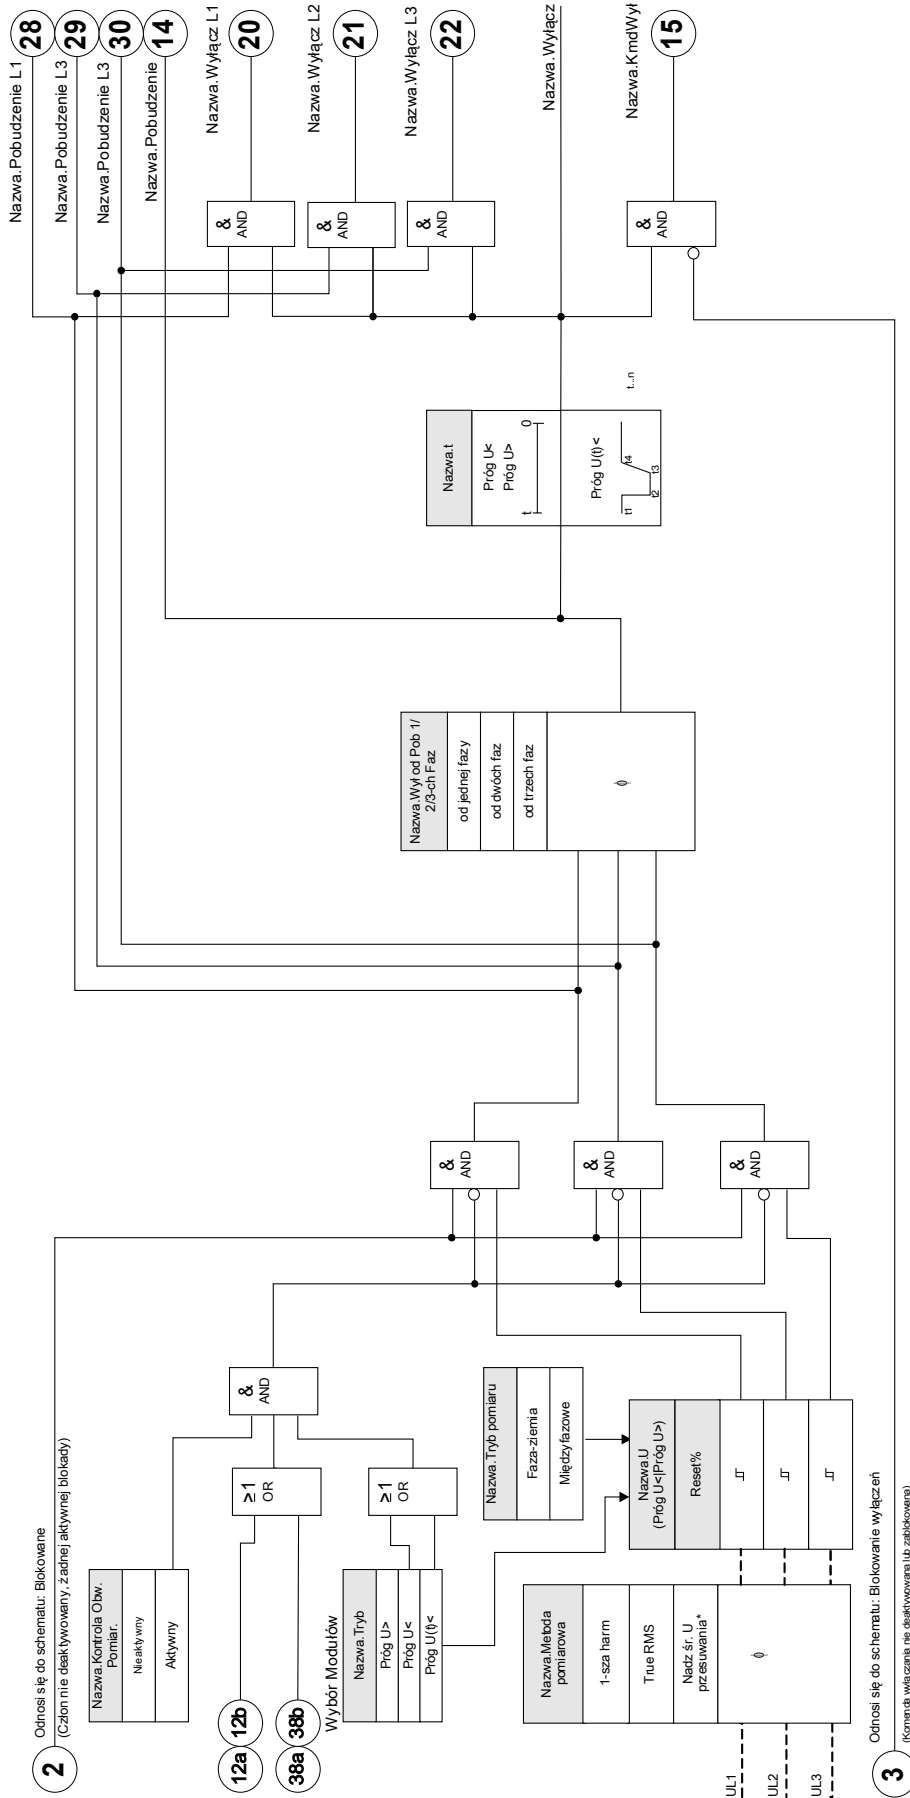 2
Odnosi się do schematu: Blokowane
(Człon nie deaktywowany, żadnej aktywnej blokady)
Nazwa.Kontrola Obw.
Pomiar.
Nieaktywny
Aktywny
12a
12b
38a
38b
Wybór Modułów
Nazwa.Tryb
Próg U>
Próg U<
Próg U(t)<
≥1
OR
≥1
OR
&
AND
Nazwa.Tryb pomiaru
Faza-ziemia
Międzyfazowe
Nazwa.Metoda
pomiarowa
1-sza harm
True RMS
Nadz śr. U
przesuwania*
φ
UL1
UL2
UL3
Nazwa.U
(Próg U<|Próg U>)
Reset%
&
AND
&
AND
&
AND
Nazwa.Wył od Pob 1/
2/3-ch Faz
od jednej fazy
od dwóch faz
od trzech faz
φ
Nazwa.t
Próg U<
Próg U>
t
0
Próg U(t)<
t1
t2
t3
t4
t...n
&
AND
&
AND
&
AND
&
AND
Nazwa.Pobudzenie L1
28
Nazwa.Pobudzenie L3
29
Nazwa.Pobudzenie L3
30
Nazwa.Pobudzenie
14
Nazwa.Wyłącz L1
20
Nazwa.Wyłącz L2
21
Nazwa.Wyłącz L3
22
Nazwa.Wyłącz
Nazwa.KmdWył
15
3
Odnosi się do schematu: Blokowanie wyłączeń
(Komenda włączania nie deaktywowana lub zablokowana)